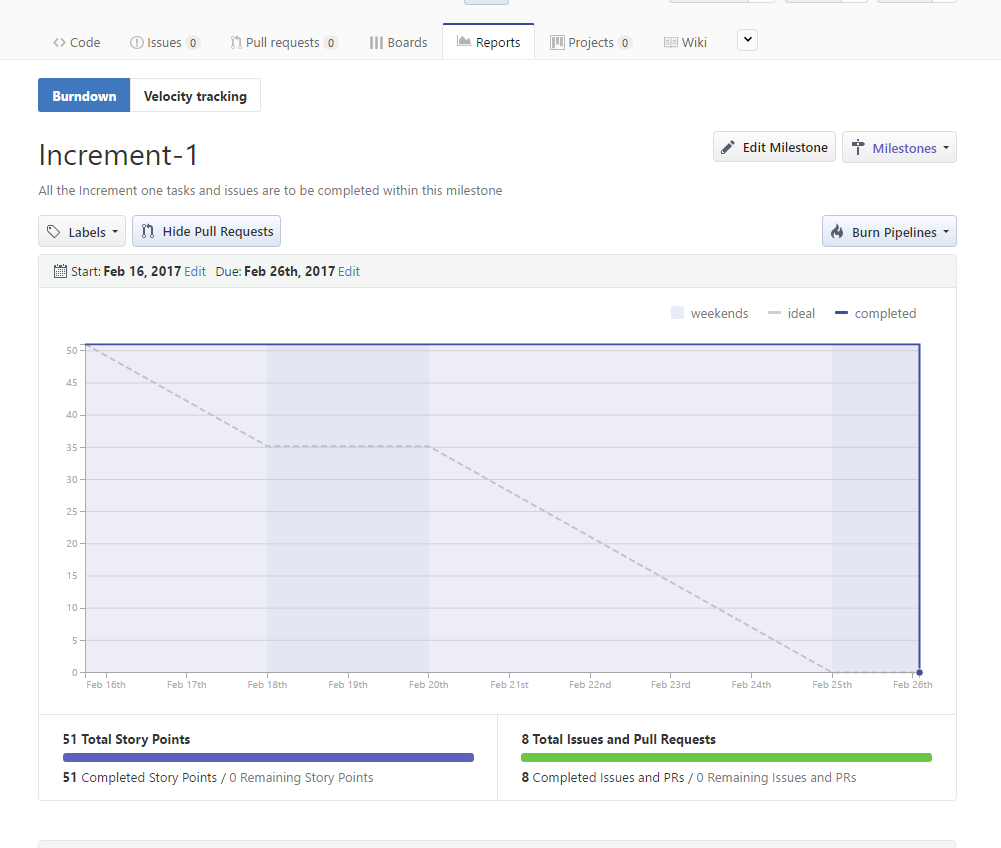 Code Issues 0 Pull requests 0 Boards Reports Projects 0 Wiki
Burndown Velocity tracking
Increment-1
Edit Milestone Milestones
All the Increment one tasks and issues are to be completed within this milestone
Labels Hide Pull Requests Burn Pipelines
Start: Feb 16, 2017 Edit Due: Feb 26th, 2017 Edit
weekends ideal completed
50
45
40
35
30
25
20
15
10
5
0
Feb 16th Feb 17th Feb 18th Feb 19th Feb 20th Feb 21st Feb 22nd Feb 23rd Feb 24th Feb 25th Feb 26th
51 Total Story Points
51 Completed Story Points / 0 Remaining Story Points
8 Total Issues and Pull Requests
8 Completed Issues and PRs / 0 Remaining Issues and PRs